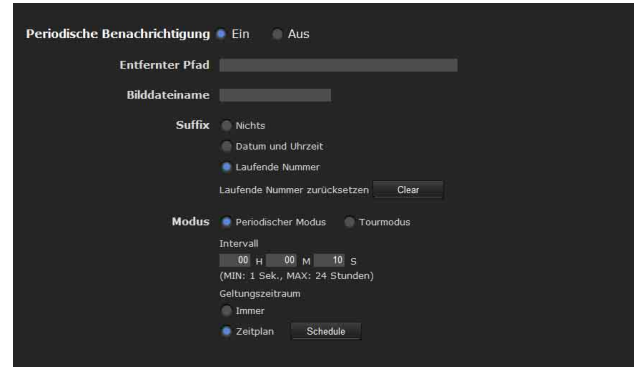 Periodische Benachrichtigung Ein Aus
Entfernter Pfad
Bilddateiname
Suffix Nichts
Datum und Uhrzeit
Laufende Nummer
Laufende Nummer zurücksetzen Clear
Modus Periodischer Modus Tourmodus
Intervall
00 H 00 M 10 S
(MIN: 1 Sek., MAX: 24 Stunden)
Geltungszeitraum
Immer
Zeitplan Schedule